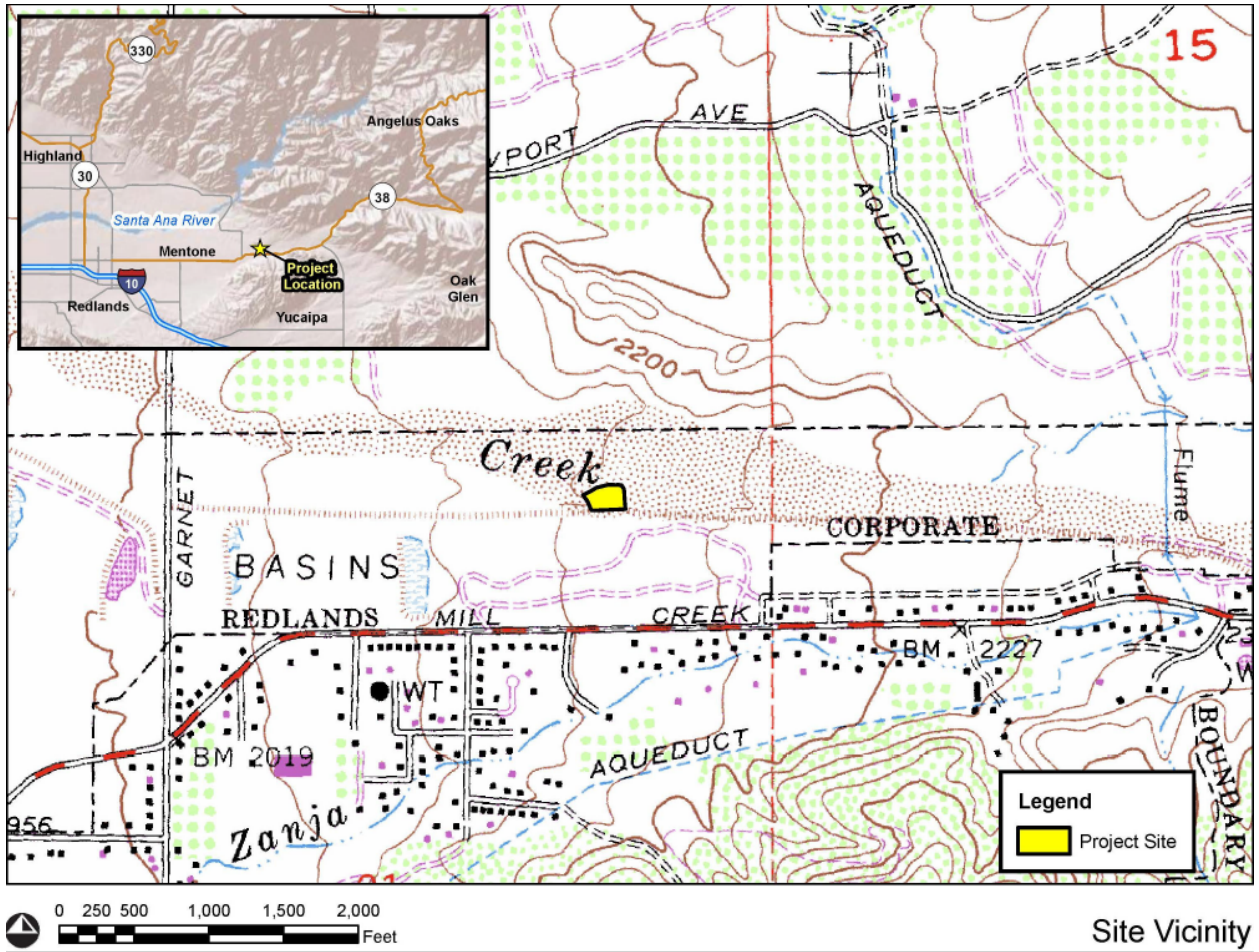 330
Angelus Oaks
Highland
30
38
Santa Ana River
Mentone
Project
Location
10
Oak
Glen
Redlands
Yucaipa
15
AVE
VPORT
AQUEDUCT
2200
Creek
Flume
GARNET
CORPORATE
BASINS
REDLANDS
MILL
CREEK
BM 2227
WT
AQUEDUCT
BM 2019
BOUNDARY
Zanja
956
Legend
Project Site
0 250 500 1,000 1,500 2,000
Feet
Site Vicinity